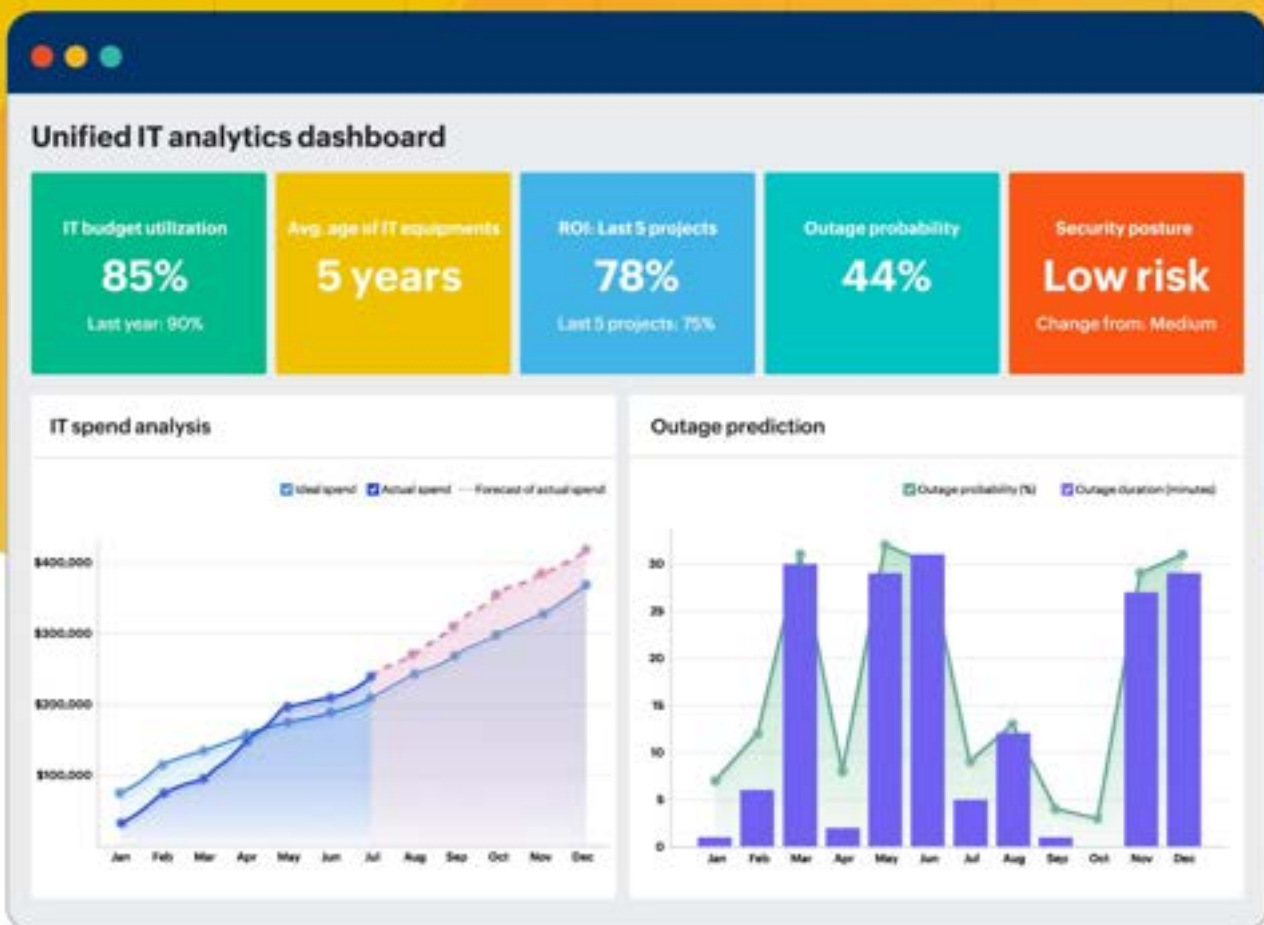 Unified IT analytics dashboard
IT budget utilization
85%
Last year: 90%
Avg. age of IT equipments
5 years
ROI: Last 5 projects
78%
Last 5 projects: 75%
Outage probability
44%
Security posture
Low risk
Change from: Medium
IT spend analysis
Ideal spend Actual spend Forecast of actual spend
$400,000
$300,000
$200,000
$100,000
Jan Feb Mar Apr May Jun Jul Aug Sep Oct Nov Dec
Outage prediction
Outage probability (%) Outage duration (minutes)
30
25
20
15
10
5
0
Jan Feb Mar Apr May Jun Jul Aug Sep Oct Nov Dec